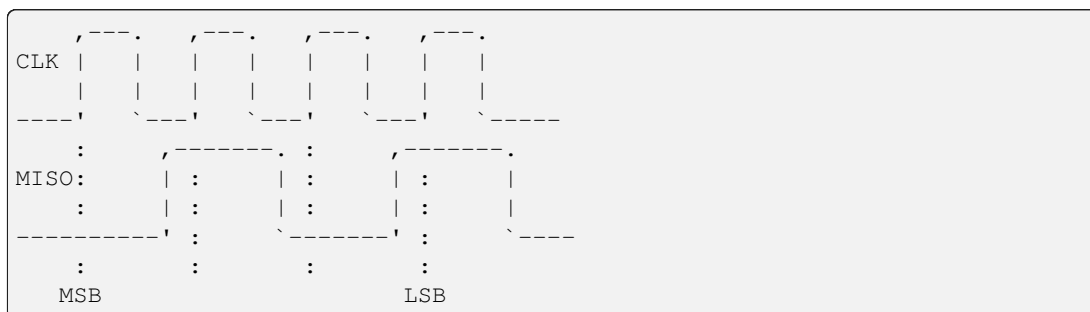 ,---.   ,---.   ,---.   ,---.
CLK |   |   |   |   |   |   |   |
    |   |   |   |   |   |   |   |
----'   `---'   `---'   `---'   `-----
    :     ,-------. :     ,-------.
MISO:     | :     | :     | :     |
    :     | :     | :     | :     |
----------' :     `-------' :     `----
    :       :       :       :
   MSB                     LSB